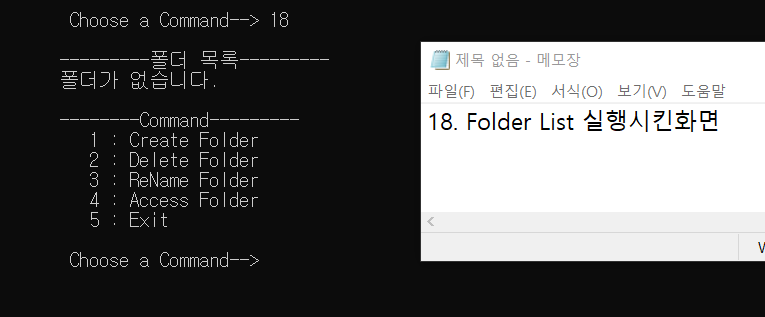 Choose a Command--> 18
---------폴더 목록---------
폴더가 없습니다.
--------Command---------
1 : Create Folder
2 : Delete Folder
3 : ReName Folder
4 : Access Folder
5 : Exit
Choose a Command-->
제목 없음 - 메모장
파일(F) 편집(E) 서식(O) 보기(V) 도움말
18. Folder List 실행시킨화면